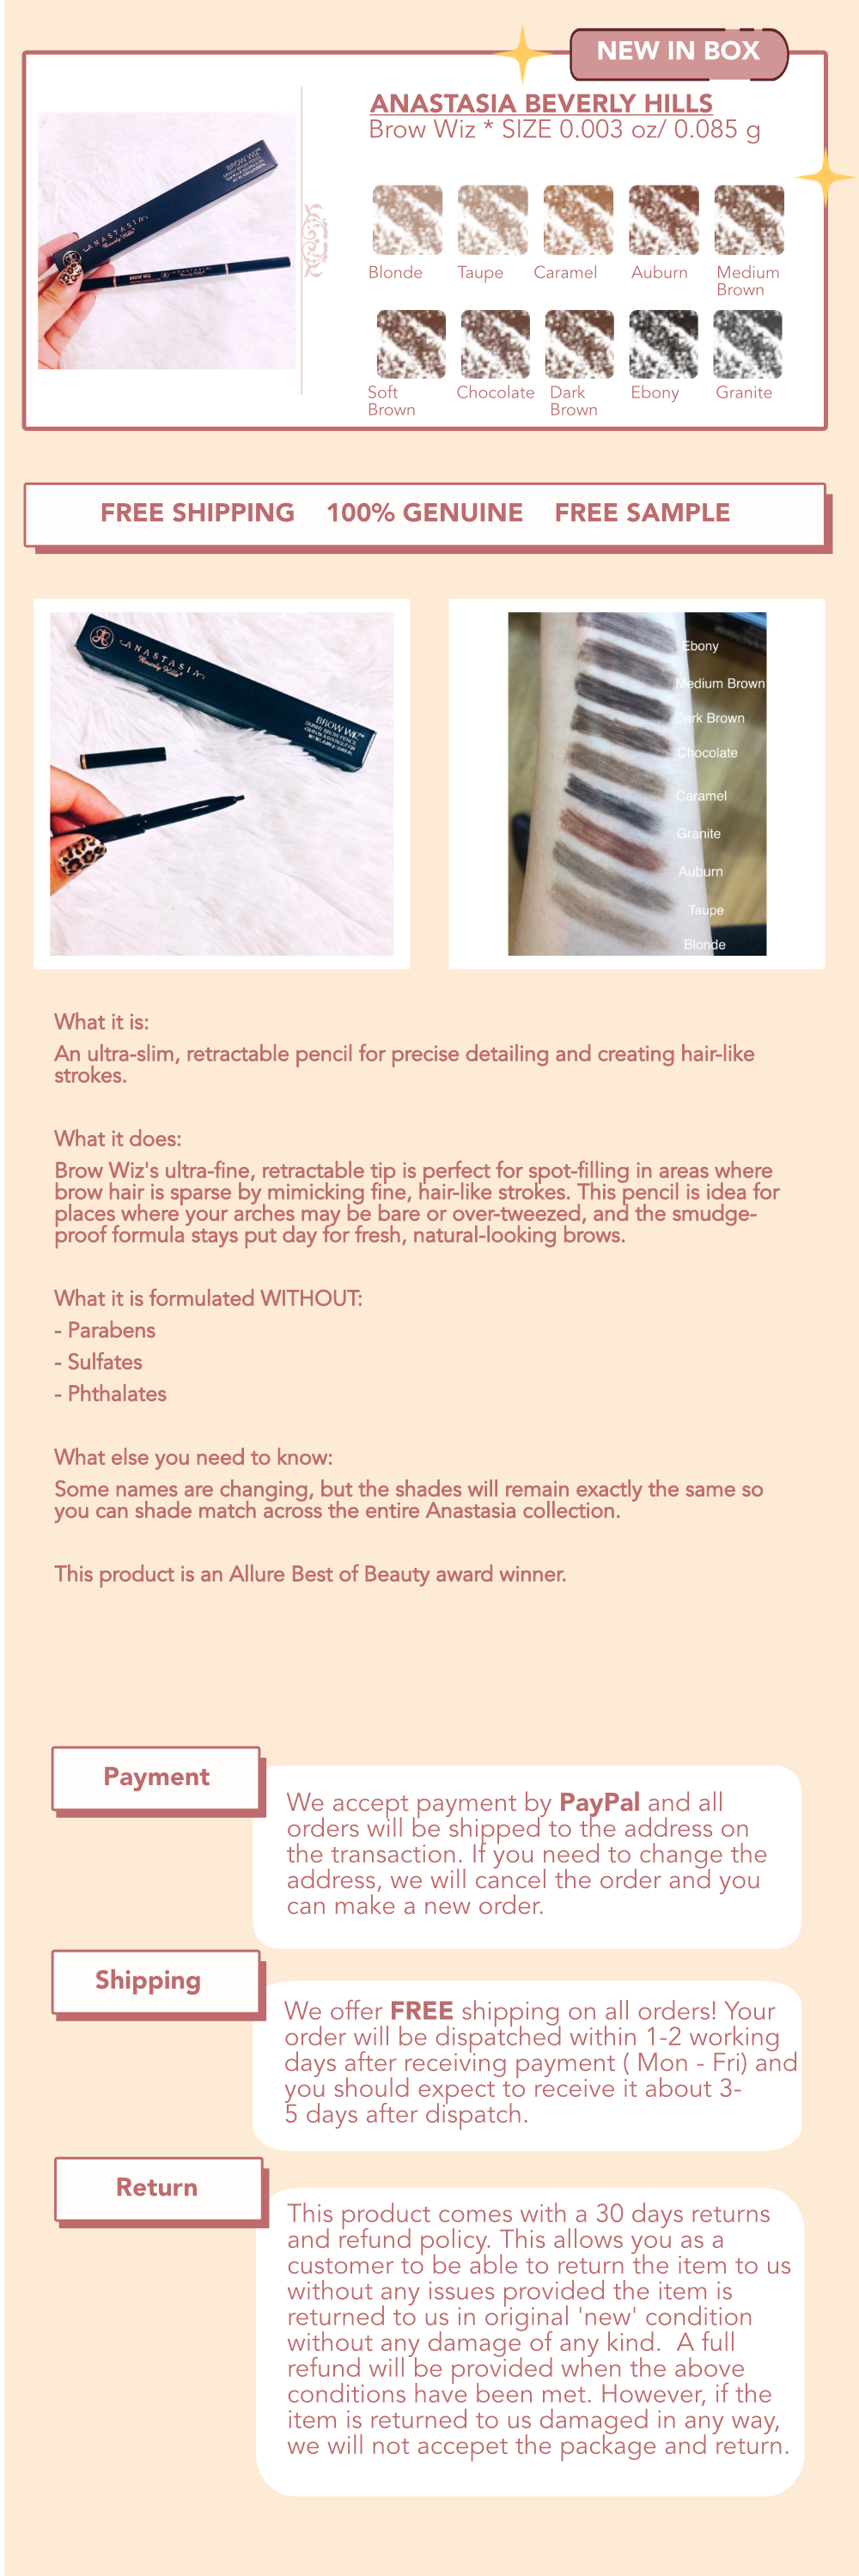 NEW IN BOX
ANASTASIA BEVERLY HILLS
Brow Wiz * SIZE 0.003 oz/ 0.085 g
BROW WIZ™
ANASTASIA
Beverly Hills®
BROW WIZ
ANASTASIA
Blonde Taupe Caramel Auburn Medium
Brown
Soft Chocolate Dark Ebony Granite
Brown Brown
FREE SHIPPING 100% GENUINE FREE SAMPLE
ANASTASIA
Beverly Hills®
BROW WIZ™
SKINNY BROW PENCIL
Ebony
Medium Brown
Dark Brown
Chocolate
Caramel
Granite
Auburn
Taupe
Blonde
What it is:
An ultra-slim, retractable pencil for precise detailing and creating hair-like
strokes.
What it does:
Brow Wiz's ultra-fine, retractable tip is perfect for spot-filling in areas where
brow hair is sparse by mimicking fine, hair-like strokes. This pencil is idea for
places where your arches may be bare or over-tweezed, and the smudge-
proof formula stays put day for fresh, natural-looking brows.
What it is formulated WITHOUT:
- Parabens
- Sulfates
- Phthalates
What else you need to know:
Some names are changing, but the shades will remain exactly the same so
you can shade match across the entire Anastasia collection.
This product is an Allure Best of Beauty award winner.
Payment
We accept payment by PayPal and all
orders will be shipped to the address on
the transaction. If you need to change the
address, we will cancel the order and you
can make a new order.
Shipping
We offer FREE shipping on all orders! Your
order will be dispatched within 1-2 working
days after receiving payment ( Mon - Fri) and
you should expect to receive it about 3-
5 days after dispatch.
Return
This product comes with a 30 days returns
and refund policy. This allows you as a
customer to be able to return the item to us
without any issues provided the item is
returned to us in original 'new' condition
without any damage of any kind. A full
refund will be provided when the above
conditions have been met. However, if the
item is returned to us damaged in any way,
we will not accepet the package and return.